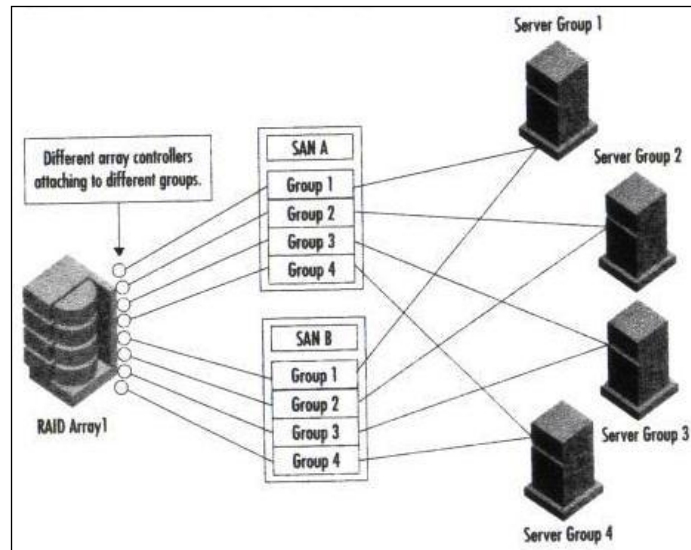 Server Group 1
Different array controllers
attaching to different groups.
SAN A
Group 1
Group 2
Group 3
Group 4
Server Group 2
SAN B
Group 1
Group 2
Group 3
Group 4
RAID Array1
Server Group 3
Server Group 4